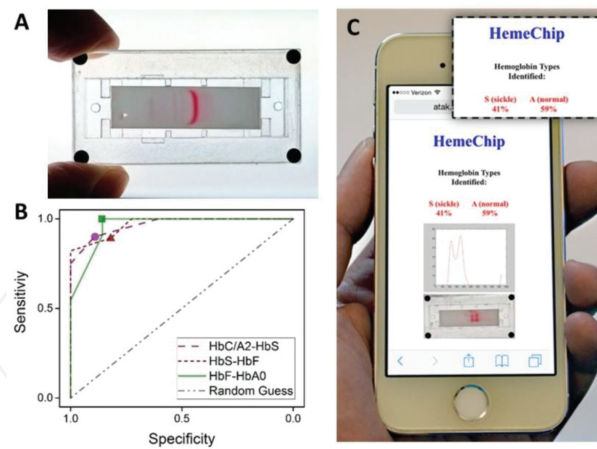 A
B
Sensitiviy
1.0
0.5
0.0
HbC/A2-HbS
HbS-HbF
HbF-HbA0
Random Guess
1.0
0.5
0.0
Specificity
C
HemeChip
Hemoglobin Types
Identified:
S (sickle) A (normal)
41% 59%
Verizon
atak.
HemeChip
Hemoglobin Types
Identified:
S (sickle) A (normal)
41% 59%